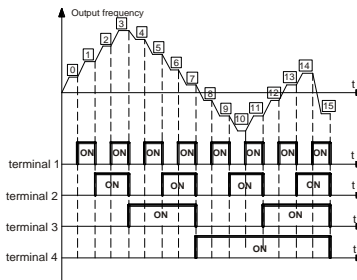 Output frequency
3
2
4
1
5
0
6
14
7
13
t
8
12
9
11
15
10
terminal 1
ON
ON
ON
ON
ON
ON
ON
ON
t
terminal 2
ON
ON
ON
ON
t
terminal 3
ON
ON
t
terminal 4
ON
t